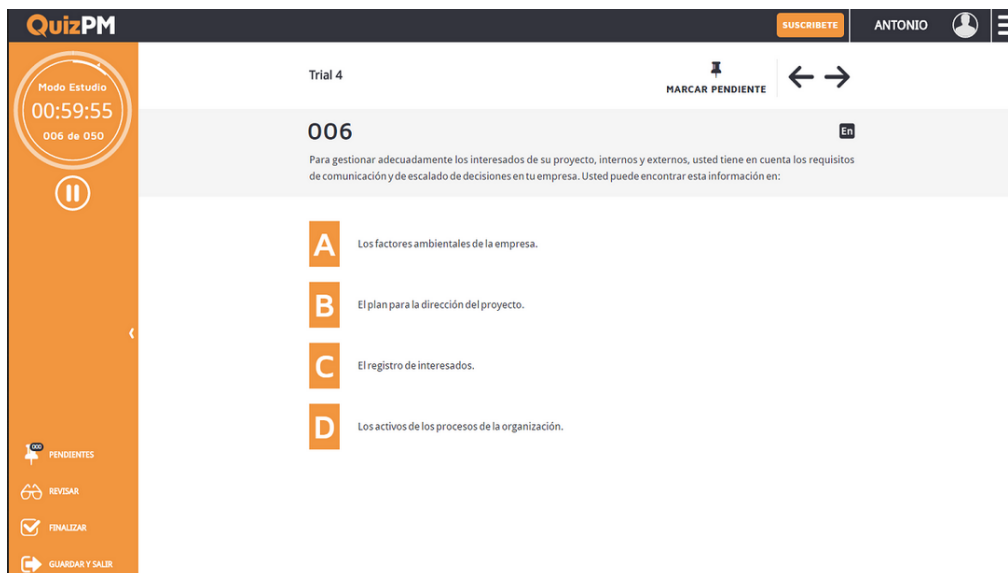 QuizPM
SUSCRIBETE
ANTONIO
Modo Estudio
00:59:55
006 de 050
Trial 4
MARCAR PENDIENTE
006
En
Para gestionar adecuadamente los interesados de su proyecto, internos y externos, usted tiene en cuenta los requisitos
de comunicación y de escalado de decisiones en tu empresa. Usted puede encontrar esta información en:
A
Los factores ambientales de la empresa.
B
El plan para la dirección del proyecto.
C
El registro de interesados.
D
Los activos de los procesos de la organización.
000
PENDIENTES
REVISAR
FINALIZAR
GUARDAR Y SALIR